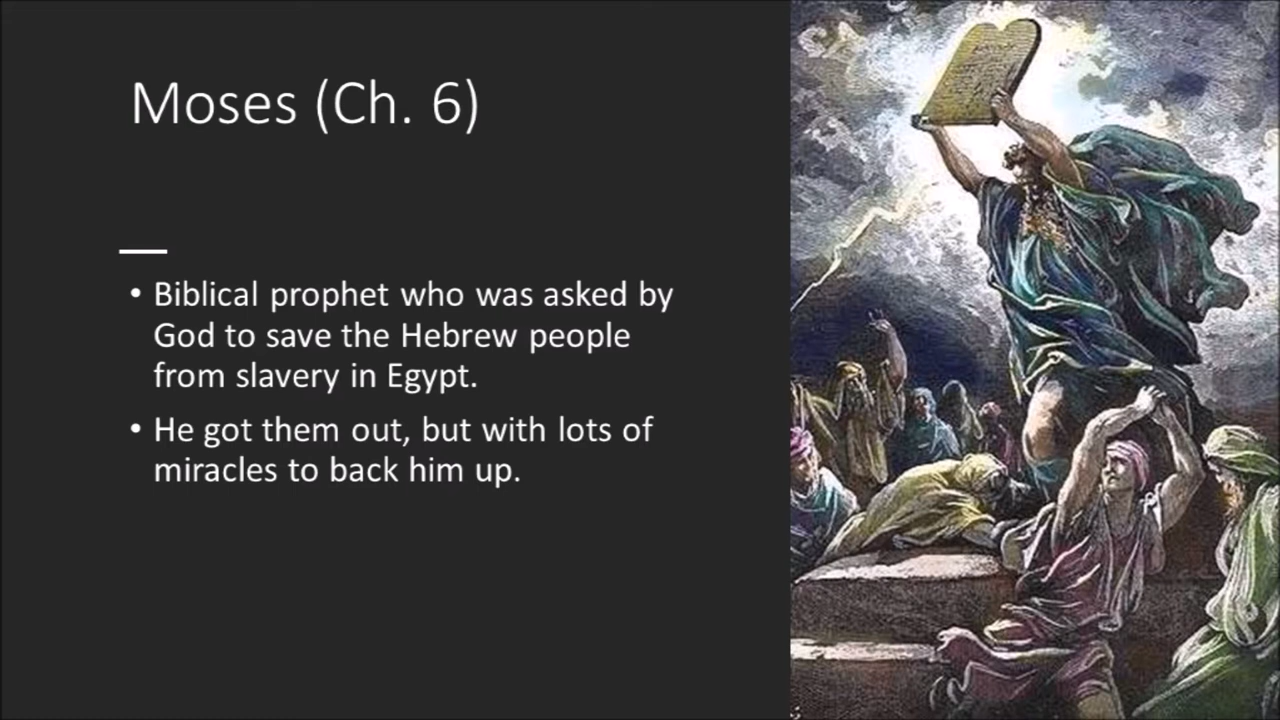 Moses (Ch. 6)
• Biblical prophet who was asked by
God to save the Hebrew people
from slavery in Egypt.
• He got them out, but with lots of
miracles to back him up.